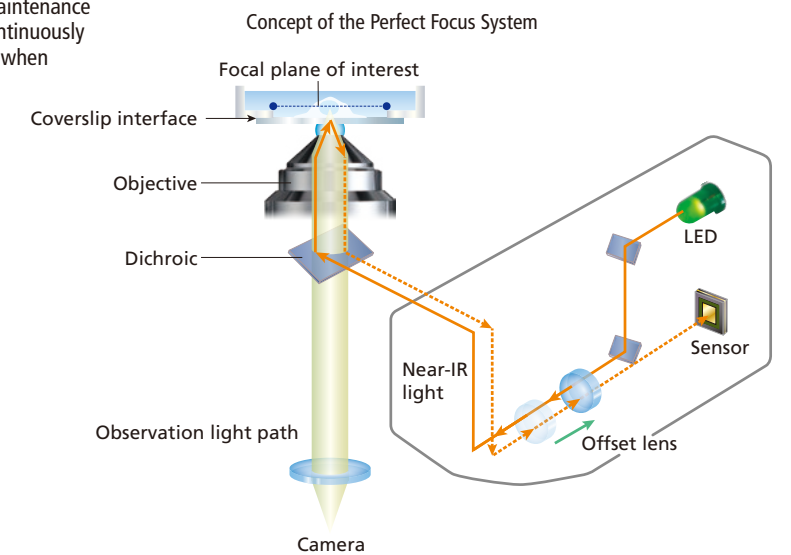 ntinuously
when
Concept of the Perfect Focus System
Focal plane of interest
Coverslip interface
Objective
Dichroic
LED
Sensor
Near-IR
light
Offset lens
Observation light path
Camera